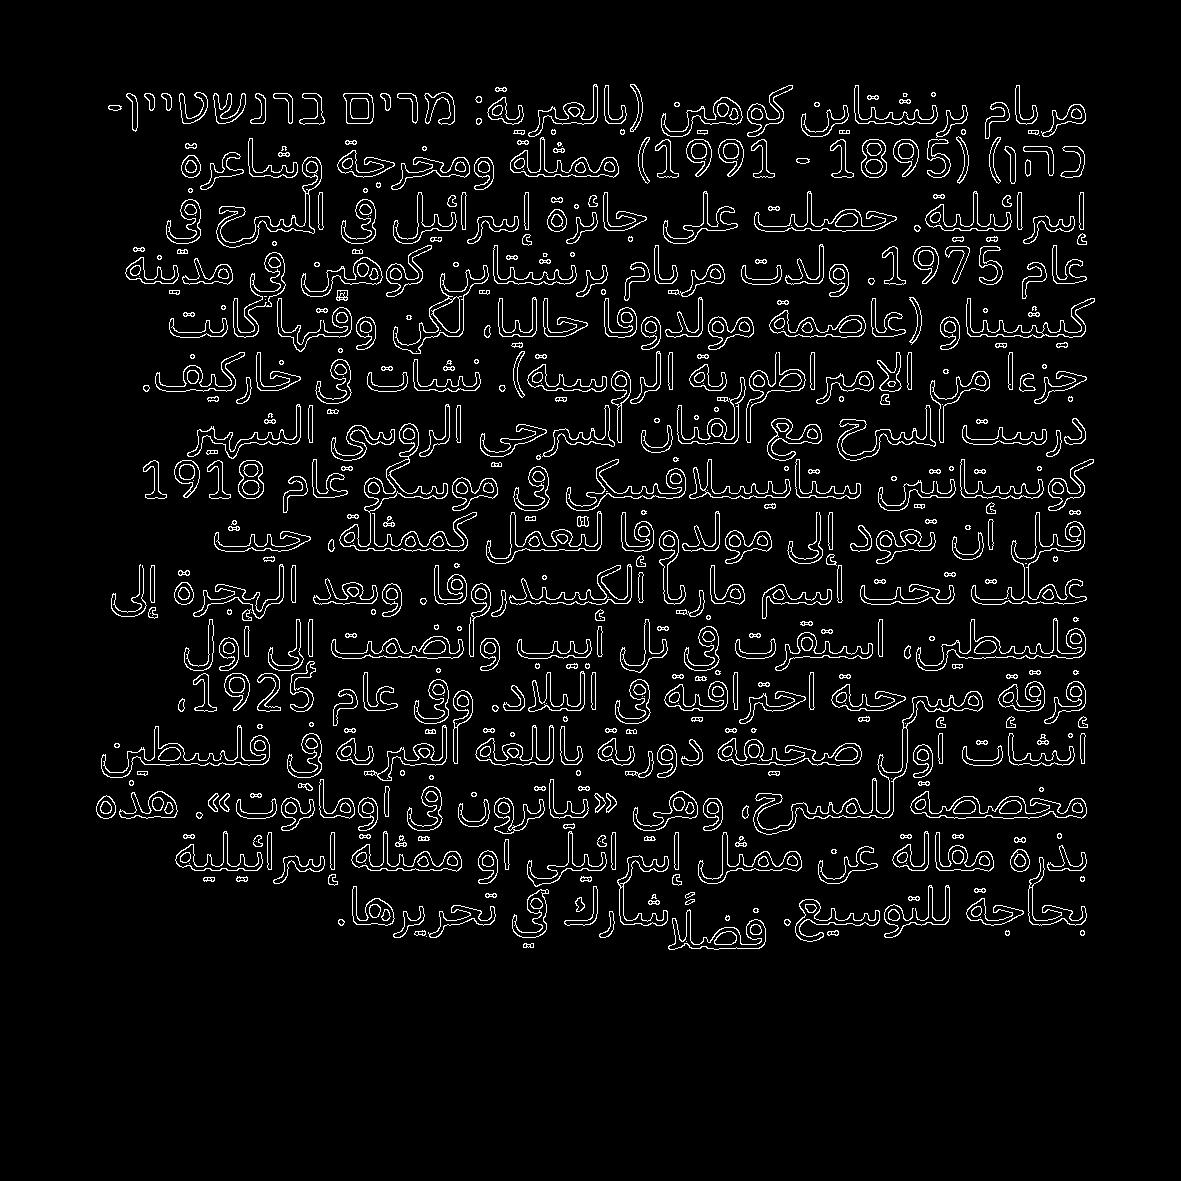 مريام برنشتاين كوهين (بالعبرية: מרים ברנשטיין-
כהן) (1895 - 1991) ممثلة ومخرجة وشاعرة
إسرائيلية. حصلت على جائزة إسرائيل في المسرح في
عام 1975. ولدت مريام برنشتاين كوهين في مدينة
كيشيناو (عاصمة مولدوفا حاليا، لكن وقتها كانت
جزءا من الإمبراطورية الروسية). نشأت في خاركيف.
درست المسرح مع الفنان المسرحي الروسي الشهير
كونستانتين ستانيسلافسكي في موسكو عام 1918
قبل أن تعود إلى مولدوفا لتعمل كممثلة، حيث
عملت تحت اسم ماريا ألكسندروفا. وبعد الهجرة إلى
فلسطين، استقرت في تل أبيب وانضمت إلى أول
فرقة مسرحية احترافية في البلاد. وفي عام 1925،
أنشأت أول صحيفة دورية باللغة العبرية في فلسطين
مخصصة للمسرح، وهي «تياترون في اوماتوت». هذه
بذرة مقالة عن ممثل إسرائيلي أو ممثلة إسرائيلية
بحاجة للتوسيع. فضلًا شارك في تحريرها.